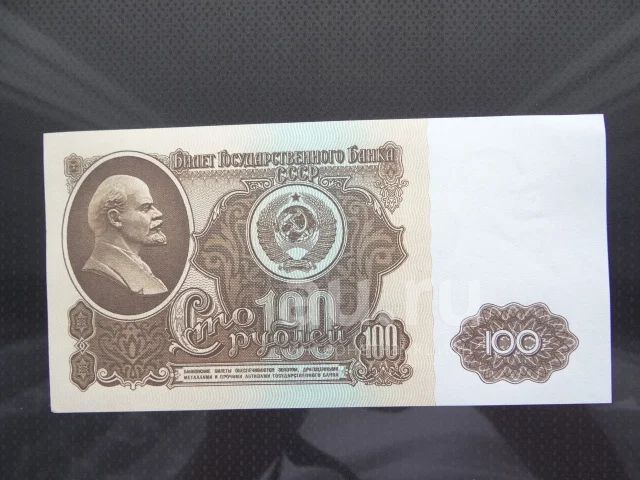 Билет Государственного Банка
СССР
100
Сто
рублей
100
100
Банковские билеты обеспечиваются золотом, драгоценными
металлами и прочими активами Государственного банка